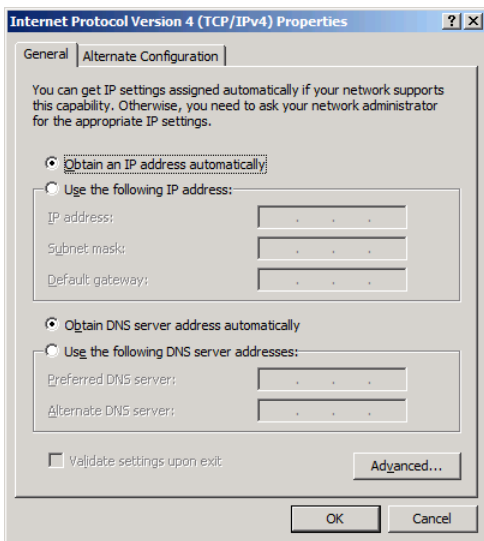 Internet Protocol Version 4 (TCP/IPv4) Properties
General
Alternate Configuration
You can get IP settings assigned automatically if your network supports
this capability. Otherwise, you need to ask your network administrator
for the appropriate IP settings.
Obtain an IP address automatically
Use the following IP address:
IP address:
Subnet mask:
Default gateway:
Obtain DNS server address automatically
Use the following DNS server addresses:
Preferred DNS server:
Alternate DNS server:
Validate settings upon exit
Advanced...
OK
Cancel